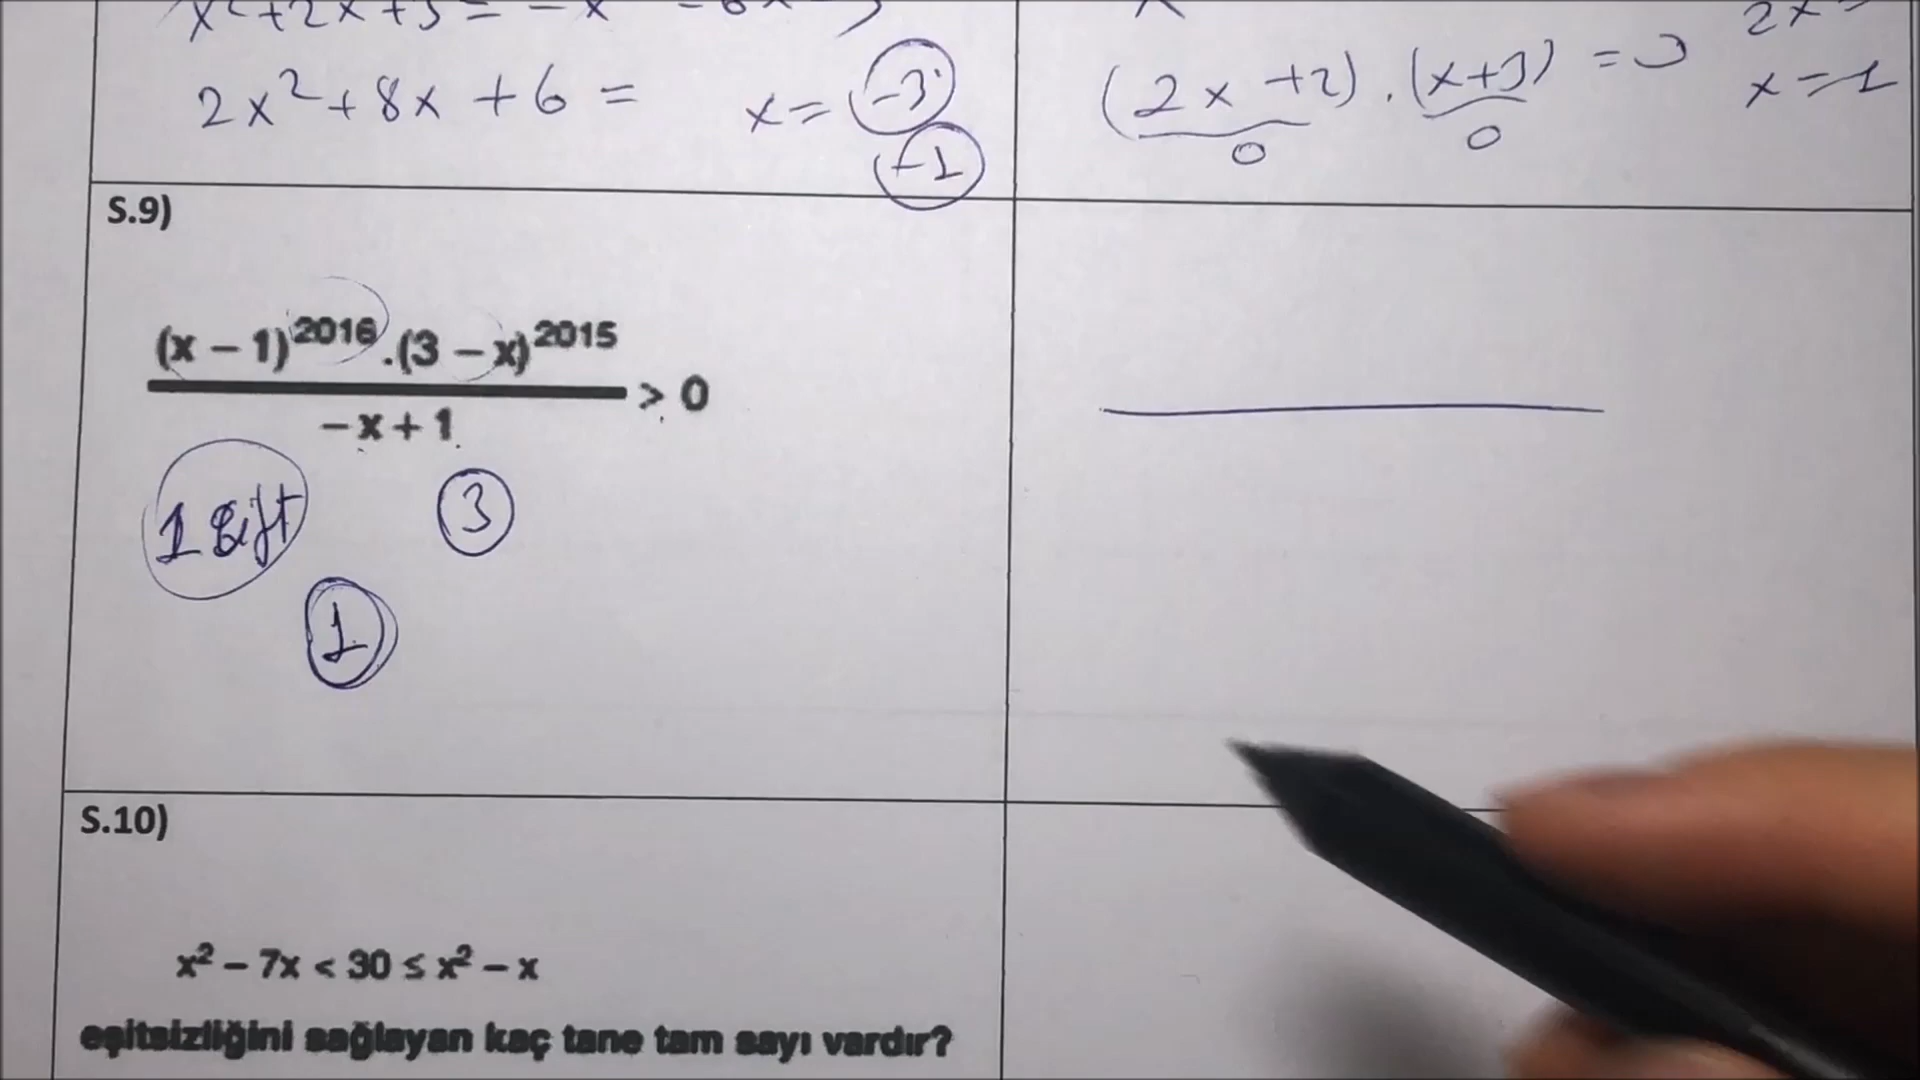 2x² + 8x + 6 =
x = -3
-1
(2x + 2) . (x + 3) = 0
0
0
x = 1
S.9)
(x – 1)²⁰¹⁶ . (3 – x)²⁰¹⁵
> 0
– x + 1
1 çift
3
1
S.10)
x² – 7x < 30 ≤ x² – x
eşitsizliğini sağlayan kaç tane tam sayı vardır?